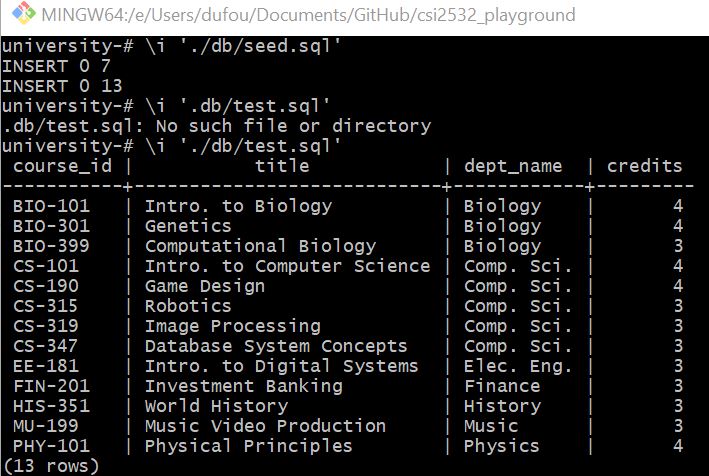 MINGW64:/e/Users/dufou/Documents/GitHub/csi2532_playground
university-# \i './db/seed.sql'
INSERT 0 7
INSERT 0 13
university-# \i '.db/test.sql'
.db/test.sql: No such file or directory
university-# \i './db/test.sql'
 course_id |           title            | dept_name  | credits
-----------+----------------------------+------------+---------
 BIO-101   | Intro. to Biology          | Biology    |       4
 BIO-301   | Genetics                   | Biology    |       4
 BIO-399   | Computational Biology      | Biology    |       3
 CS-101    | Intro. to Computer Science | Comp. Sci. |       4
 CS-190    | Game Design                | Comp. Sci. |       4
 CS-315    | Robotics                   | Comp. Sci. |       3
 CS-319    | Image Processing           | Comp. Sci. |       3
 CS-347    | Database System Concepts   | Comp. Sci. |       3
 EE-181    | Intro. to Digital Systems  | Elec. Eng. |       3
 FIN-201   | Investment Banking         | Finance    |       3
 HIS-351   | World History              | History    |       3
 MU-199    | Music Video Production     | Music      |       3
 PHY-101   | Physical Principles        | Physics    |       4
(13 rows)